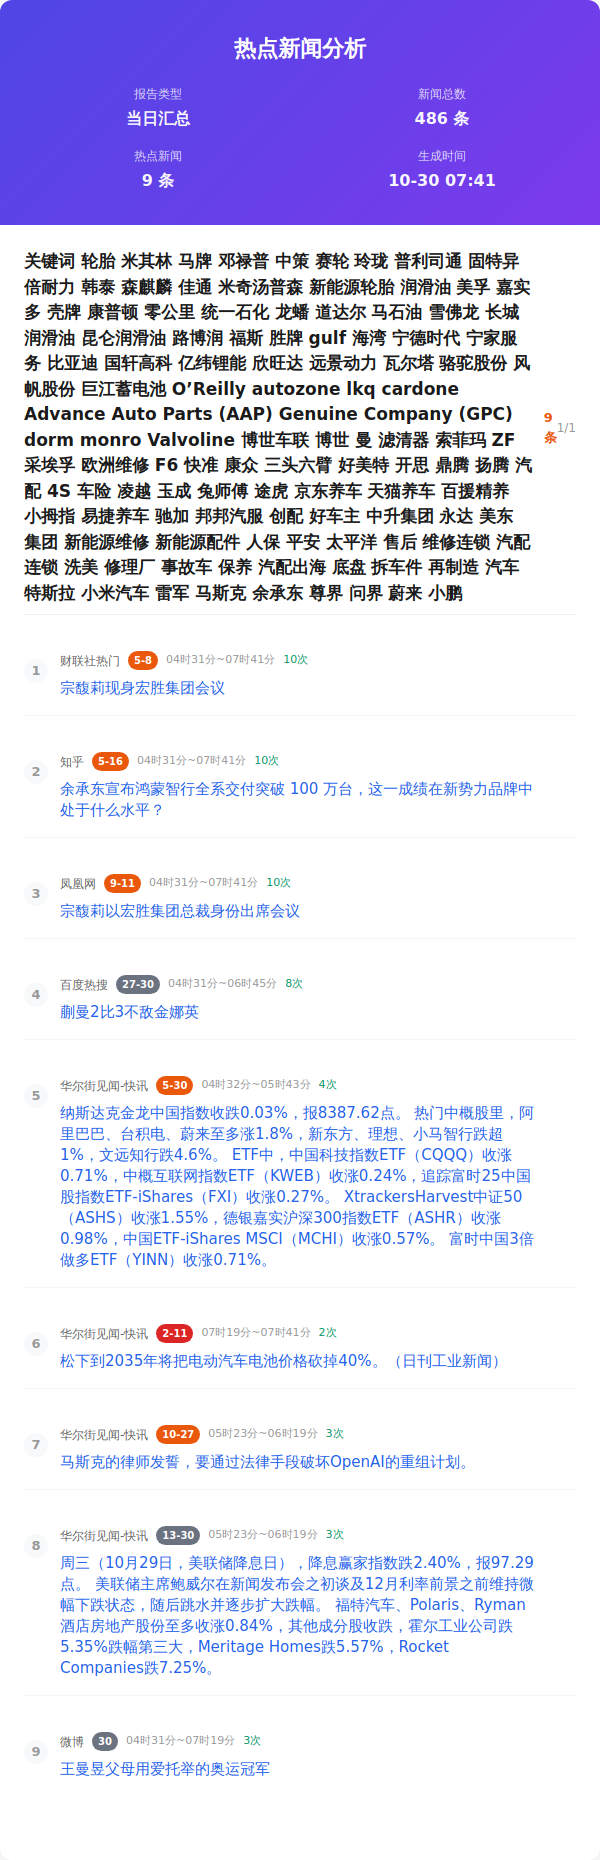 热点新闻分析
报告类型
新闻总数
当日汇总
486 条
热点新闻
生成时间
9 条
10-30 07:41
关键词 轮胎 米其林 马牌 邓禄普 中策 赛轮 玲珑 普利司通 固特异
倍耐力 韩泰 森麒麟 佳通 米奇汤普森 新能源轮胎 润滑油 美孚 嘉实
多 壳牌 康普顿 零公里 统一石化 龙蟠 道达尔 马石油 雪佛龙 长城
润滑油 昆仑润滑油 路博润 福斯 胜牌 gulf 海湾 宁德时代 宁家服
务 比亚迪 国轩高科 亿纬锂能 欣旺达 远景动力 瓦尔塔 骆驼股份 风
帆股份 巨江蓄电池 O’Reilly autozone lkq cardone
Advance Auto Parts (AAP) Genuine Company (GPC)
dorm monro Valvoline 博世车联 博世 曼 滤清器 索菲玛 ZF
采埃孚 欧洲维修 F6 快准 康众 三头六臂 好美特 开思 鼎腾 扬腾 汽
配 4S 车险 凌越 玉成 兔师傅 途虎 京东养车 天猫养车 百援精养
小拇指 易捷养车 驰加 邦邦汽服 创配 好车主 中升集团 永达 美东
集团 新能源维修 新能源配件 人保 平安 太平洋 售后 维修连锁 汽配
连锁 洗美 修理厂 事故车 保养 汽配出海 底盘 拆车件 再制造 汽车
特斯拉 小米汽车 雷军 马斯克 余承东 尊界 问界 蔚来 小鹏
9
条
1/1
1
财联社热门 5-8 04时31分~07时41分 10次
宗馥莉现身宏胜集团会议
2
知乎 5-16 04时31分~07时41分 10次
余承东宣布鸿蒙智行全系交付突破 100 万台，这一成绩在新势力品牌中
处于什么水平？
3
凤凰网 9-11 04时31分~07时41分 10次
宗馥莉以宏胜集团总裁身份出席会议
4
百度热搜 27-30 04时31分~06时45分 8次
蒯曼2比3不敌金娜英
5
华尔街见闻-快讯 5-30 04时32分~05时43分 4次
纳斯达克金龙中国指数收跌0.03%，报8387.62点。 热门中概股里，阿
里巴巴、台积电、蔚来至多涨1.8%，新东方、理想、小马智行跌超
1%，文远知行跌4.6%。 ETF中，中国科技指数ETF（CQQQ）收涨
0.71%，中概互联网指数ETF（KWEB）收涨0.24%，追踪富时25中国
股指数ETF-iShares（FXI）收涨0.27%。 XtrackersHarvest中证50
（ASHS）收涨1.55%，德银嘉实沪深300指数ETF（ASHR）收涨
0.98%，中国ETF-iShares MSCI（MCHI）收涨0.57%。 富时中国3倍
做多ETF（YINN）收涨0.71%。
6
华尔街见闻-快讯 2-11 07时19分~07时41分 2次
松下到2035年将把电动汽车电池价格砍掉40%。（日刊工业新闻）
7
华尔街见闻-快讯 10-27 05时23分~06时19分 3次
马斯克的律师发誓，要通过法律手段破坏OpenAI的重组计划。
8
华尔街见闻-快讯 13-30 05时23分~06时19分 3次
周三（10月29日，美联储降息日），降息赢家指数跌2.40%，报97.29
点。 美联储主席鲍威尔在新闻发布会之初谈及12月利率前景之前维持微
幅下跌状态，随后跳水并逐步扩大跌幅。 福特汽车、Polaris、Ryman
酒店房地产股份至多收涨0.84%，其他成分股收跌，霍尔工业公司跌
5.35%跌幅第三大，Meritage Homes跌5.57%，Rocket
Companies跌7.25%。
9
微博 30 04时31分~07时19分 3次
王曼昱父母用爱托举的奥运冠军